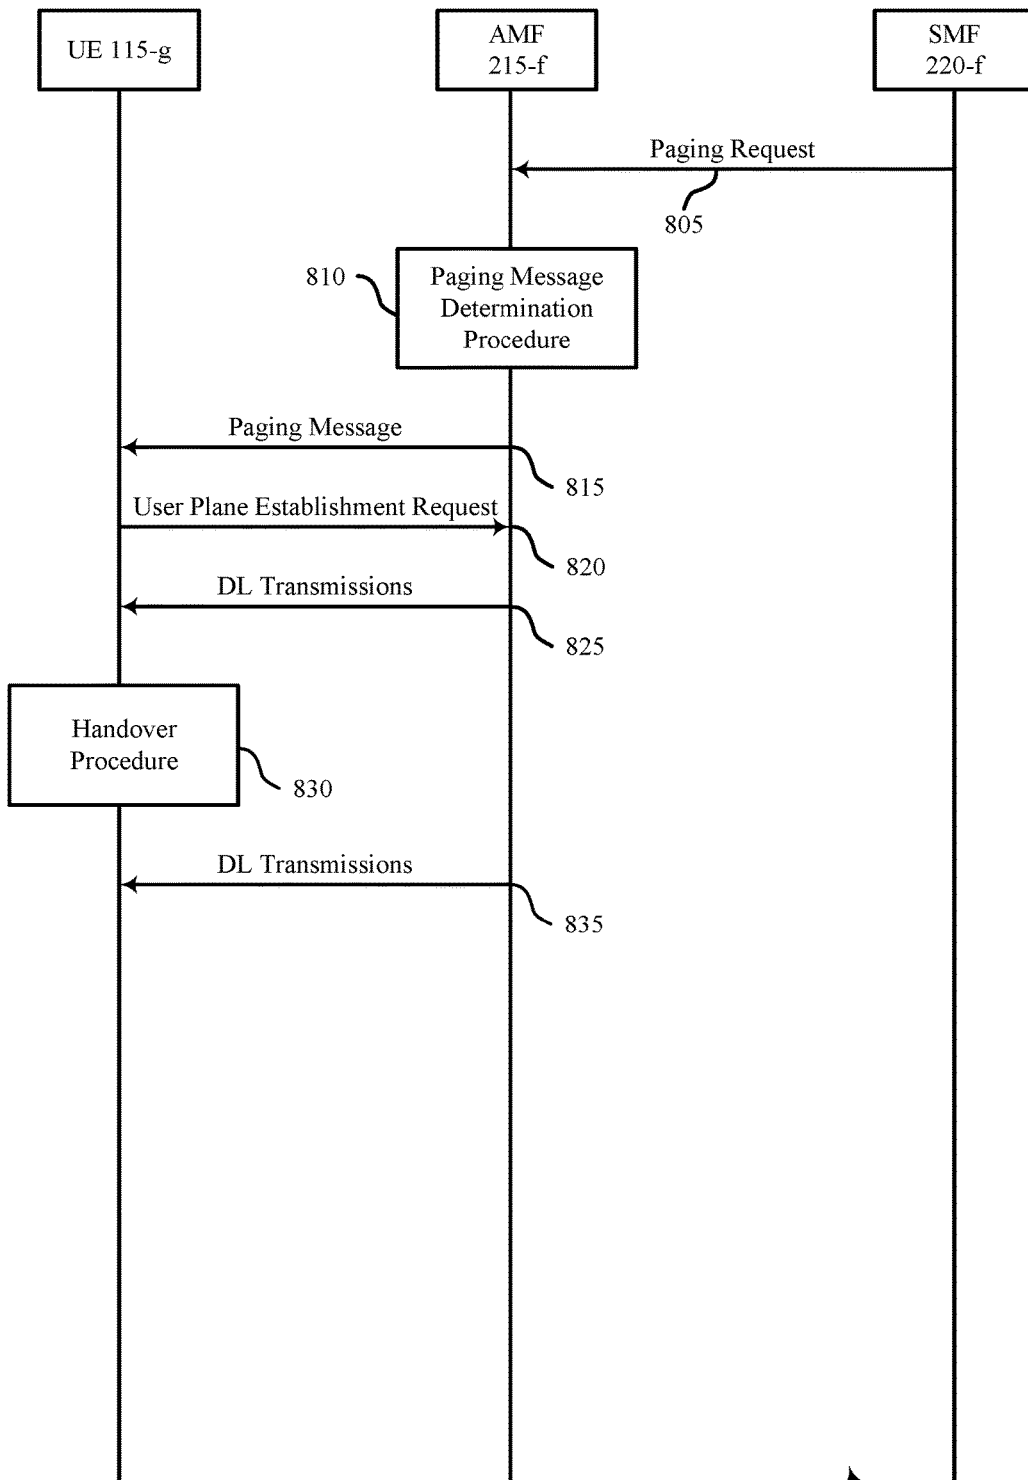 UE 115-g
AMF
215-f
SMF
220-f
Paging Request
805
810
Paging Message
Determination
Procedure
Paging Message
815
User Plane Establishment Request
820
DL Transmissions
825
Handover
Procedure
830
DL Transmissions
835